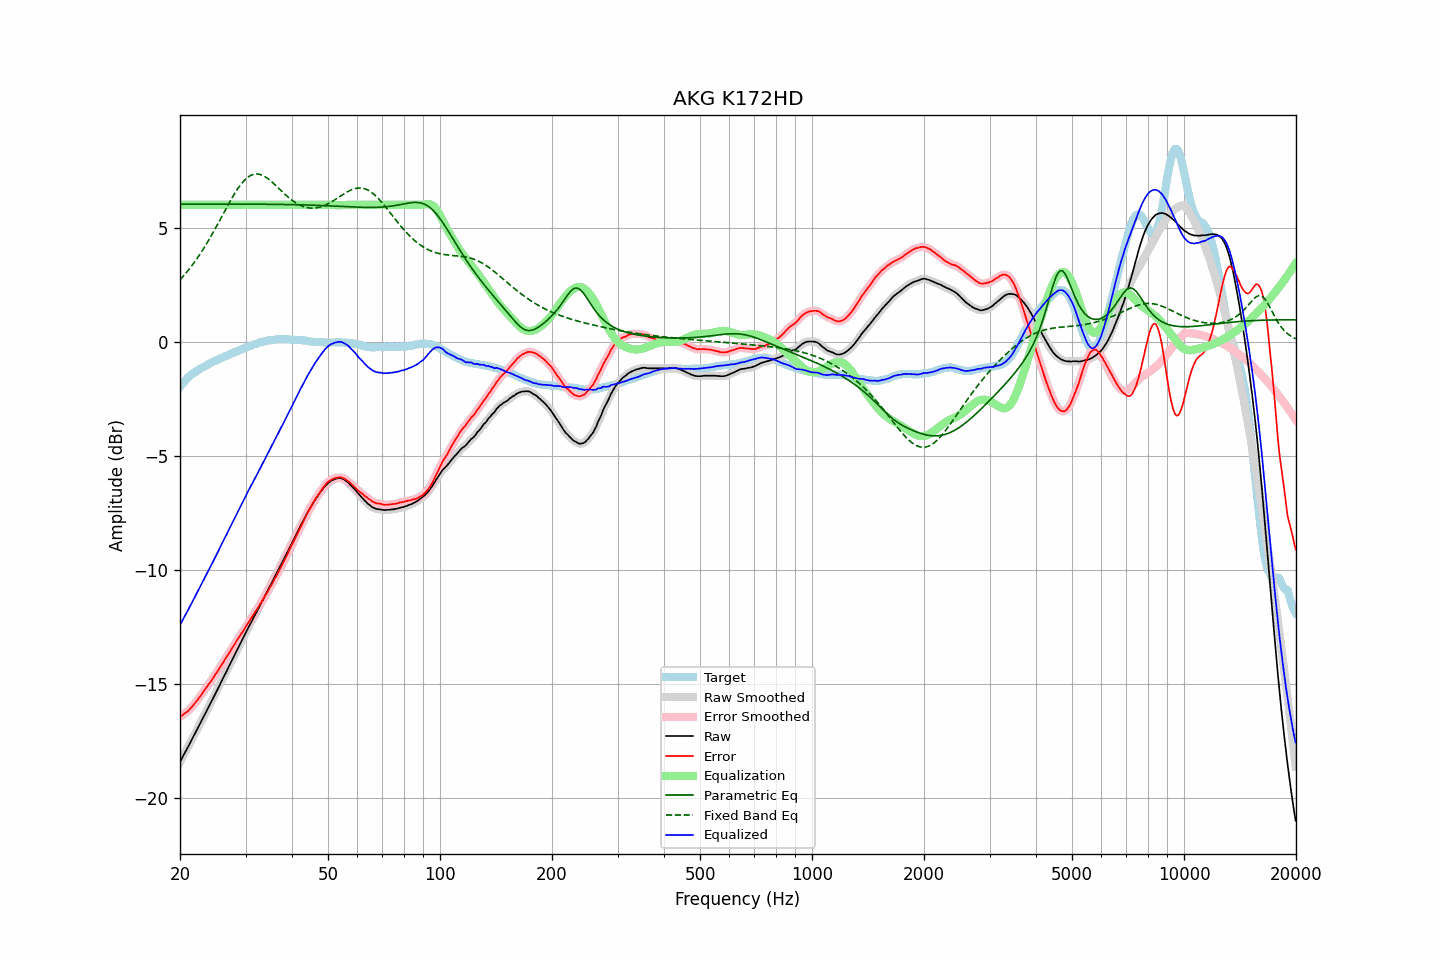 AKG K172HD
Amplitude (dBr)
5
0
−5
−10
−15
−20
20
50
100
200
500
1000
2000
5000
10000
20000
Frequency (Hz)
Target
Raw Smoothed
Error Smoothed
Raw
Error
Equalization
Parametric Eq
Fixed Band Eq
Equalized